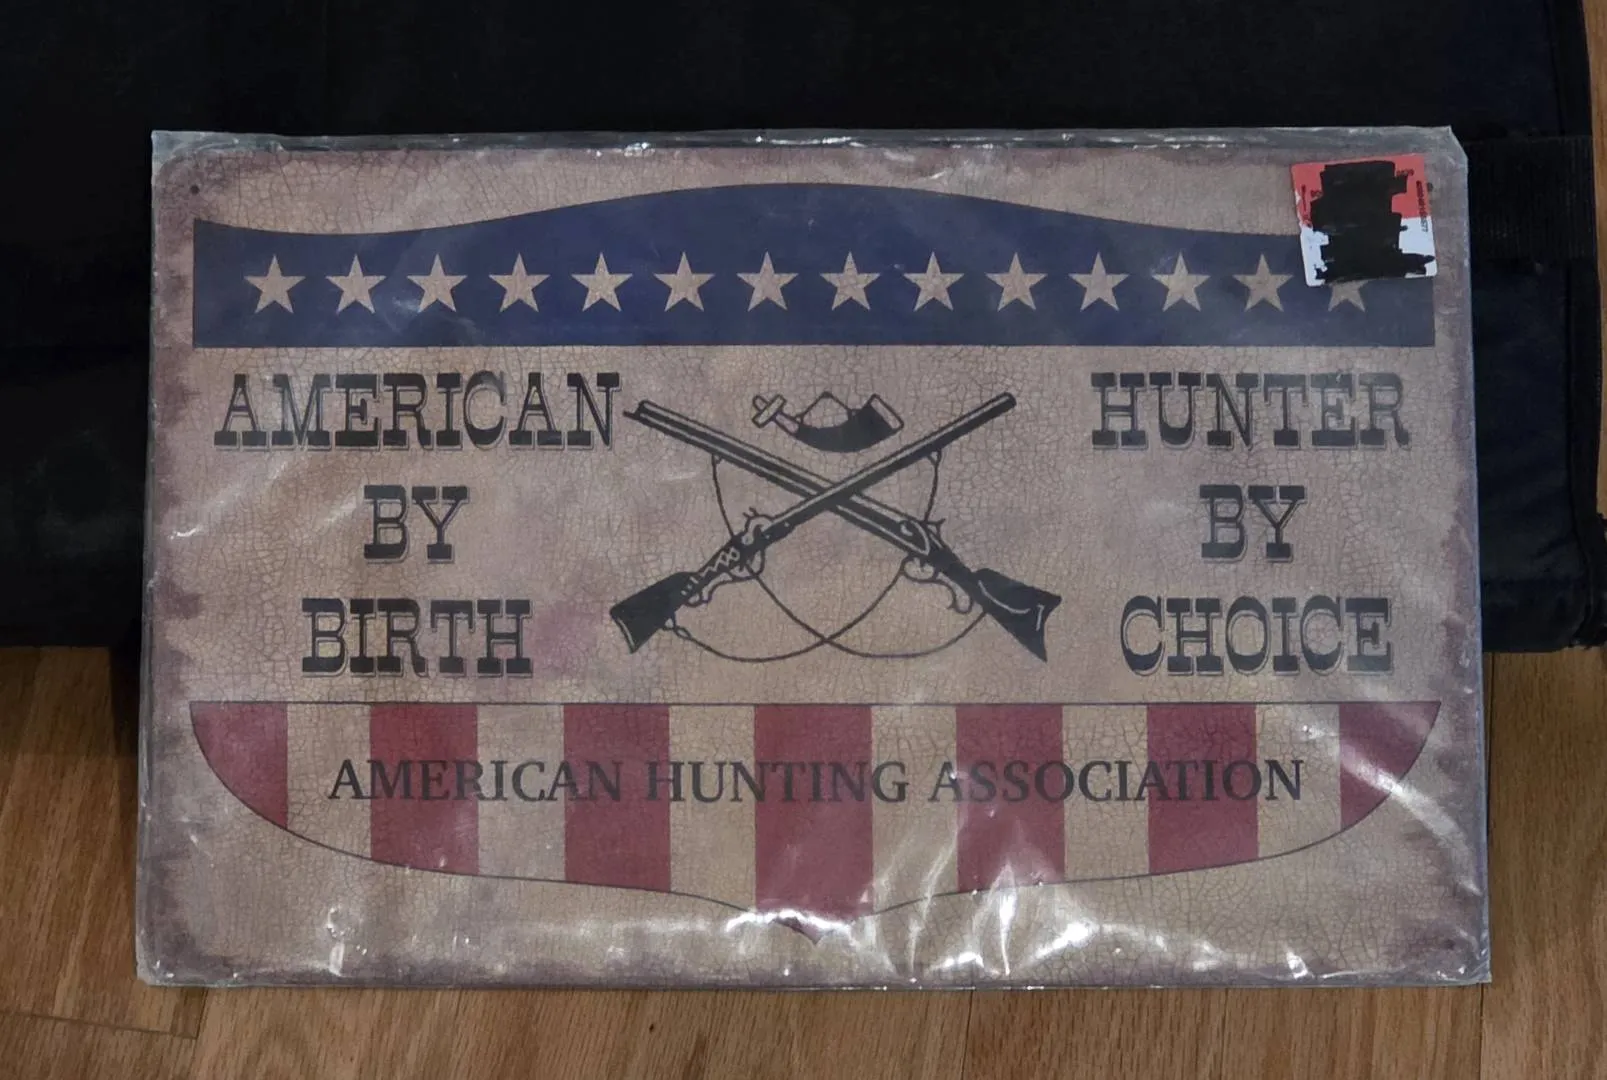 AMERICAN
BY
BIRTH
HUNTER
BY
CHOICE
AMERICAN HUNTING ASSOCIATION